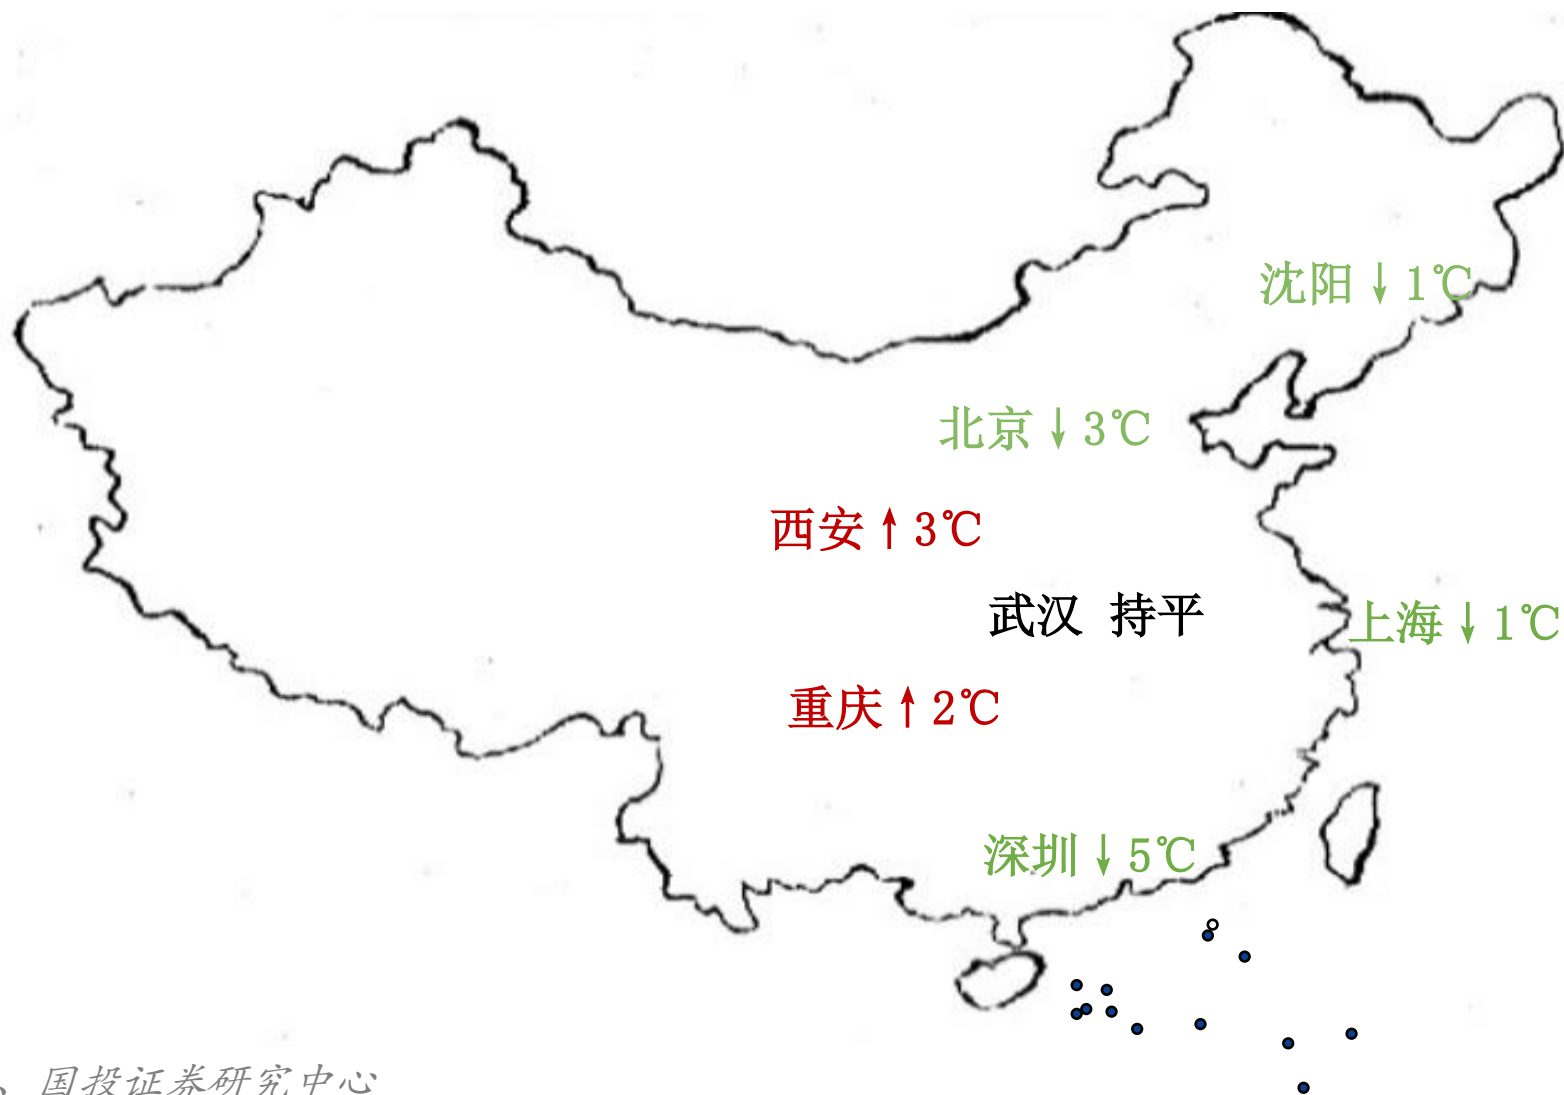 沈阳↓1℃
北京↓3℃
西安↑3℃
武汉 持平
上海↓1℃
重庆↑2℃
深圳↓5℃
、国投证券研究中心